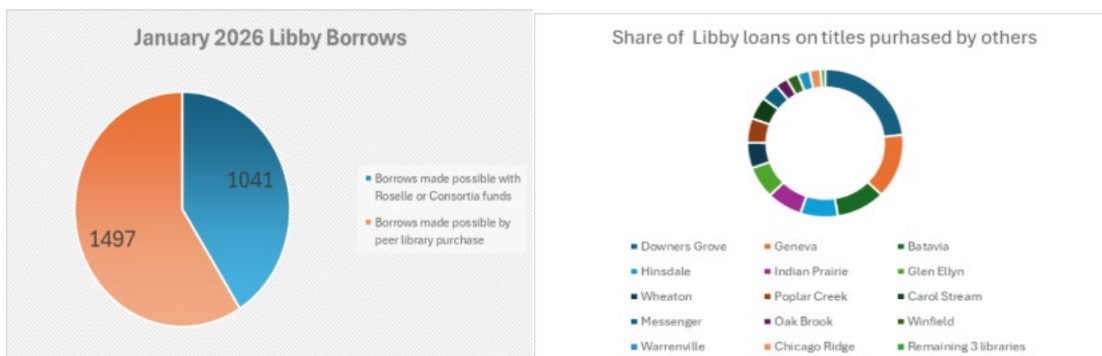 January 2026 Libby Borrows
1041
1497
Borrows made possible with
Roselle or Consortia funds
Borrows made possible by
peer library purchase
Share of Libby loans on titles purhased by others
Downers Grove
Geneva
Batavia
Hinsdale
Indian Prairie
Glen Ellyn
Wheaton
Poplar Creek
Carol Stream
Messenger
Oak Brook
Winfield
Warrenville
Chicago Ridge
Remaining 3 libraries